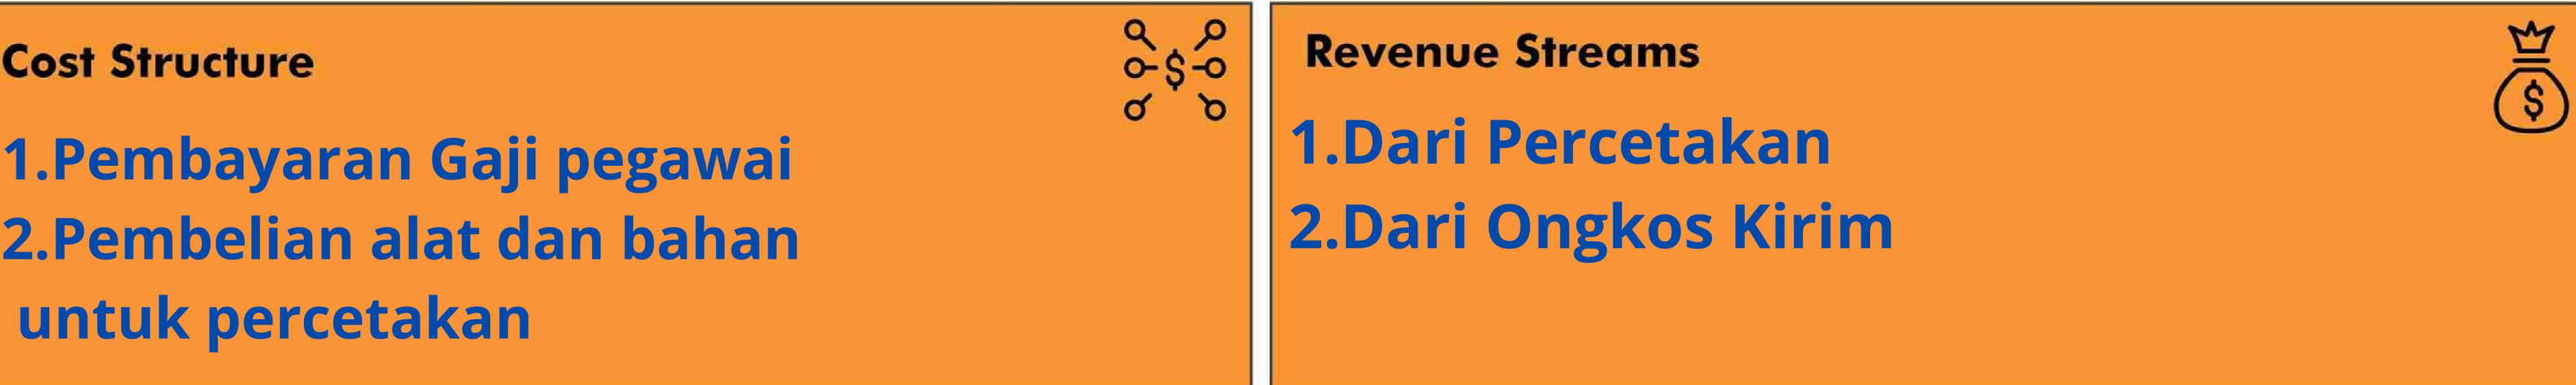 Cost Structure
1.Pembayaran Gaji pegawai
2.Pembelian alat dan bahan
untuk percetakan
Revenue Streams
1.Dari Percetakan
2.Dari Ongkos Kirim